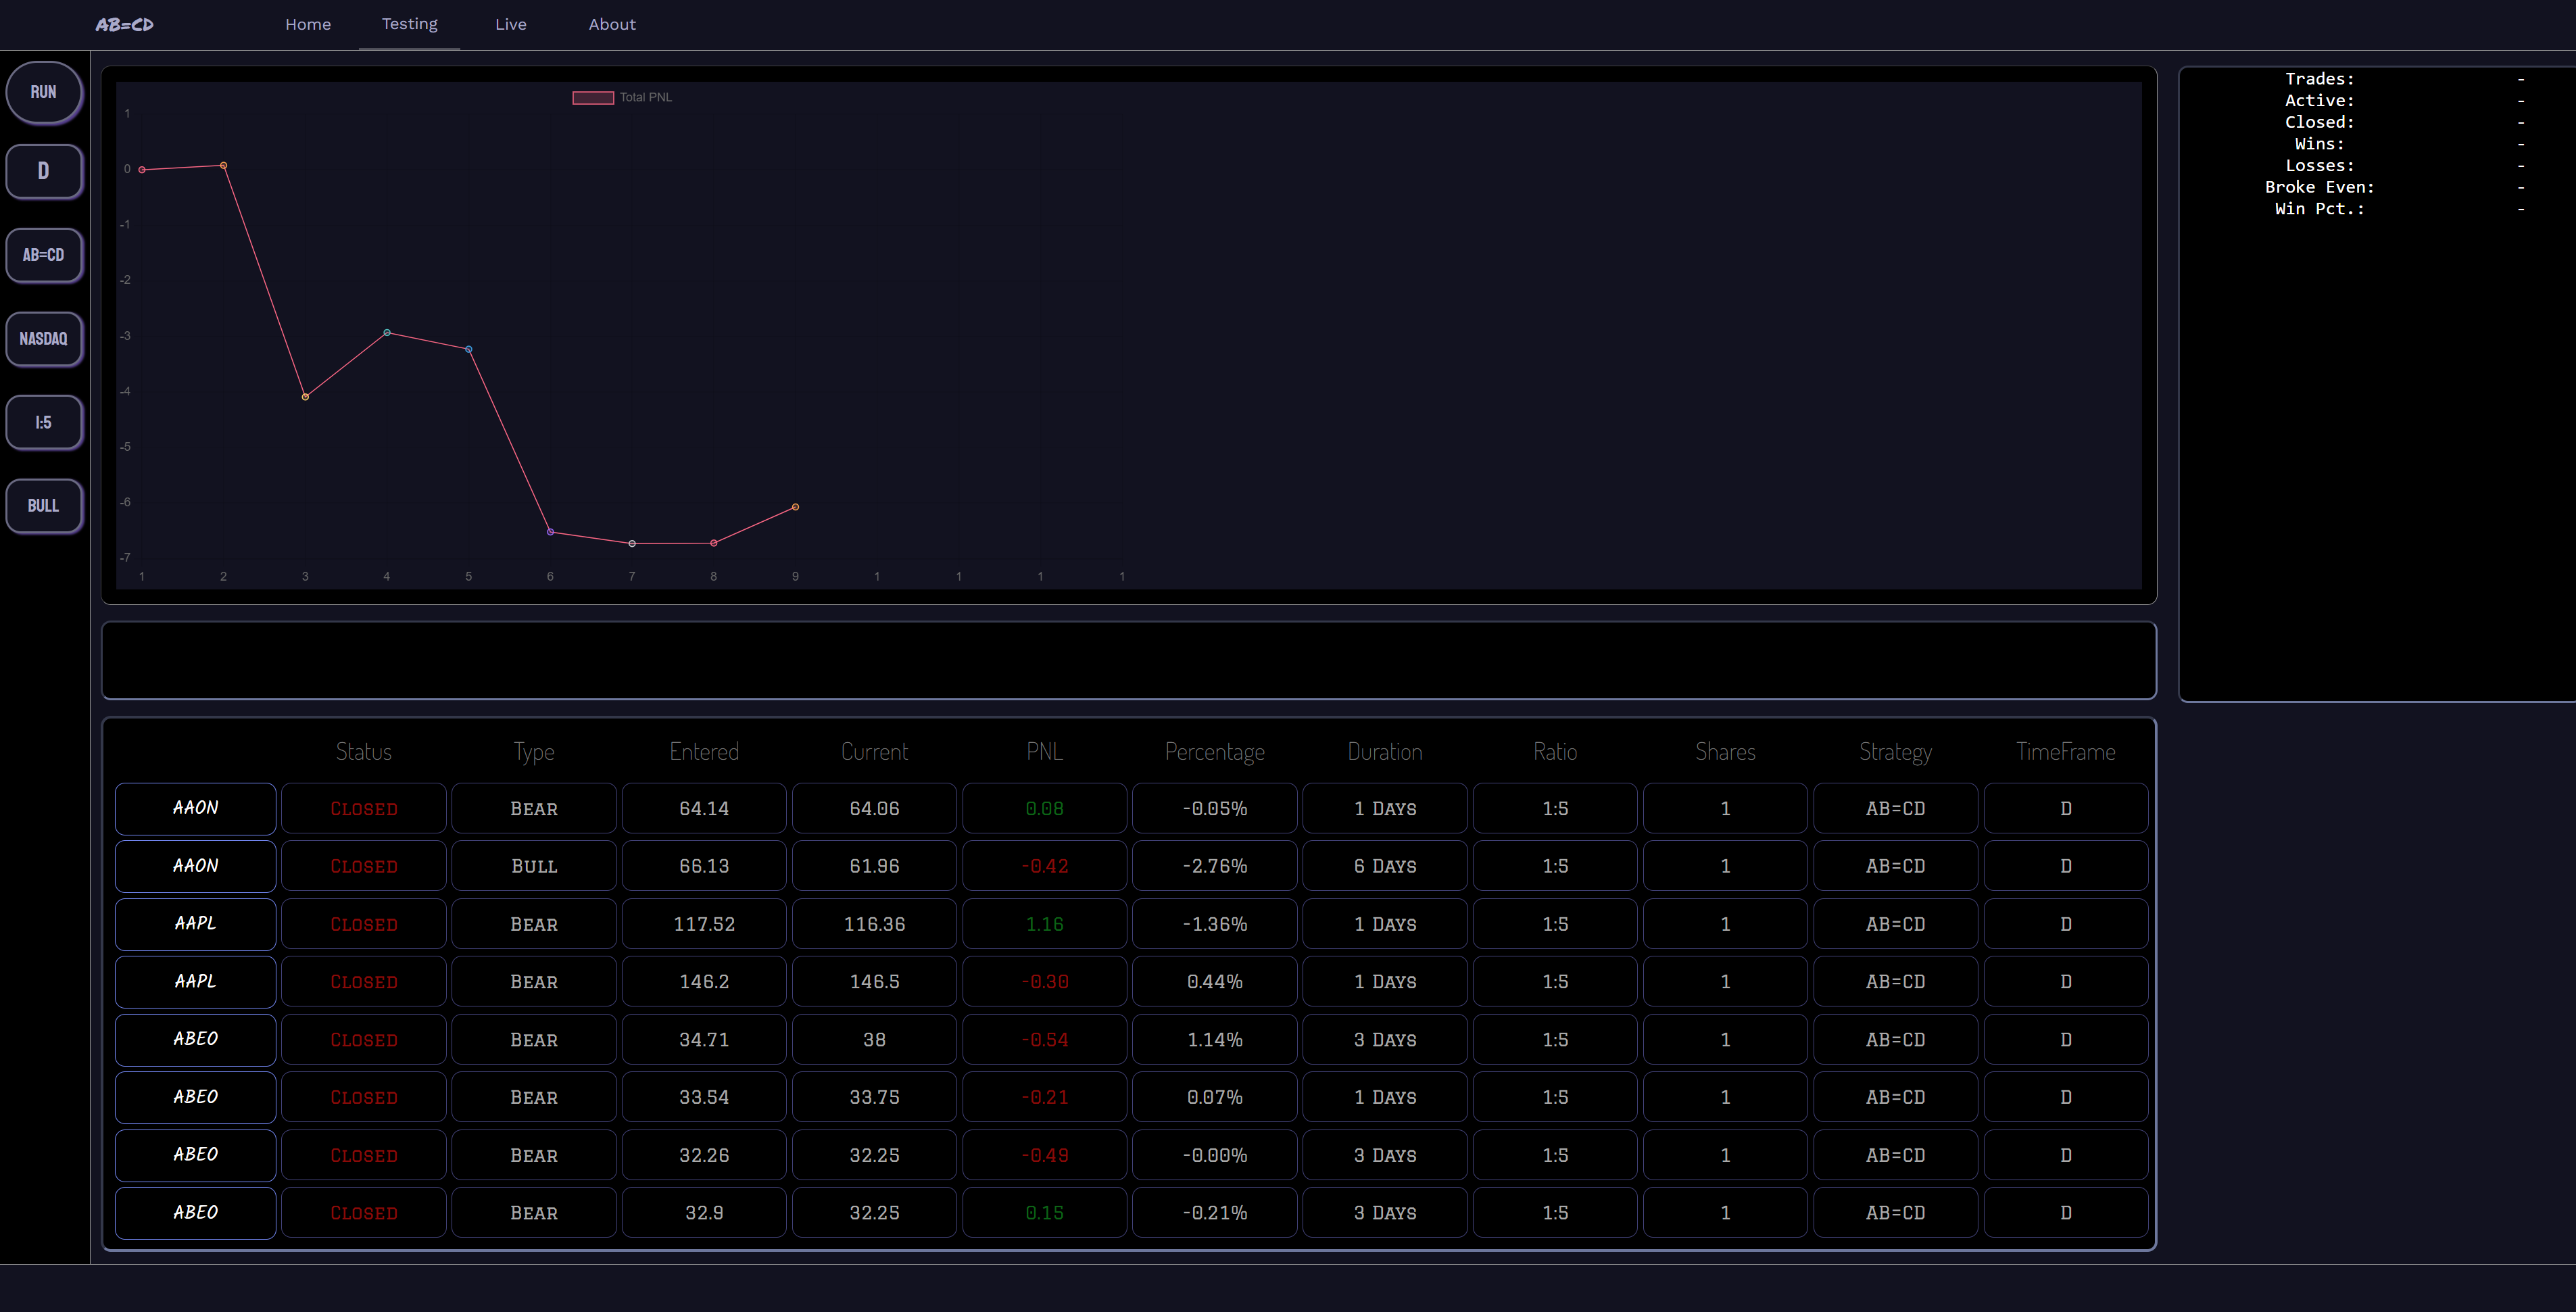 AB=CD Home Testing Live About
RUN
D
AB=CD
NASDAQ
1:5
BULL
Total PNL
1
0
-1
-2
-3
-4
-5
-6
-7
1 2 3 4 5 6 7 8 9 1 1 1 1
Trades: -
Active: -
Closed: -
Wins: -
Losses: -
Broke Even: -
Win Pct.: -
Status Type Entered Current PNL Percentage Duration Ratio Shares Strategy TimeFrame
AAON Closed Bear 64.14 64.06 0.08 -0.05% 1 Days 1:5 1 AB=CD D
AAON Closed Bull 66.13 61.96 -0.42 -2.76% 6 Days 1:5 1 AB=CD D
AAPL Closed Bear 117.52 116.36 1.16 -1.36% 1 Days 1:5 1 AB=CD D
AAPL Closed Bear 146.2 146.5 -0.30 0.44% 1 Days 1:5 1 AB=CD D
ABEO Closed Bear 34.71 38 -0.54 1.14% 3 Days 1:5 1 AB=CD D
ABEO Closed Bear 33.54 33.75 -0.21 0.07% 1 Days 1:5 1 AB=CD D
ABEO Closed Bear 32.26 32.25 -0.49 -0.00% 3 Days 1:5 1 AB=CD D
ABEO Closed Bear 32.9 32.25 0.15 -0.21% 3 Days 1:5 1 AB=CD D